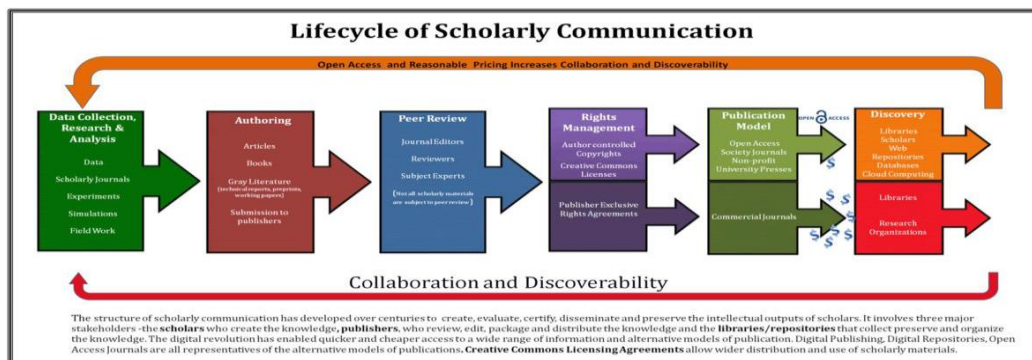 Lifecycle of Scholarly Communication
Open Access and Reasonable Pricing Increases Collaboration and Discoverability
Data Collection,
Research &
Analysis
Data
Scholarly Journals
Experiments
Simulations
Field Work
Authoring
Articles
Books
Gray Literature
(technical reports, preprints,
working papers)
Submission to
publishers
Peer Review
Journal Editors
Reviewers
Subject Experts
(Not all scholarly materials
are subject to peer review)
Rights
Management
Author controlled
Copyrights
Creative Commons
Licenses
Publisher Exclusive
Rights Agreements
Publication
Model
Open Access
Society Journals
Non-profit
University Presses
Commercial Journals
OPEN ACCESS
$
$ $ $ $ $ $ $ $
Discovery
Libraries
Scholars
Web
Repositories
Databases
Cloud Computing
Libraries
Research
Organizations
Collaboration and Discoverability
The structure of scholarly communication has developed over centuries to create, evaluate, certify, disseminate and preserve the intellectual outputs of scholars. It involves three major
stakeholders -the scholars who create the knowledge, publishers, who review, edit, package and distribute the knowledge and the libraries/repositories that collect preserve and organize
the knowledge. The digital revolution has enabled quicker and cheaper access to a wide range of information and alternative models of publication. Digital Publishing, Digital Repositories, Open
Access Journals are all representatives of the alternative models of publications. Creative Commons Licensing Agreements allow wider distribution and use of scholarly materials.